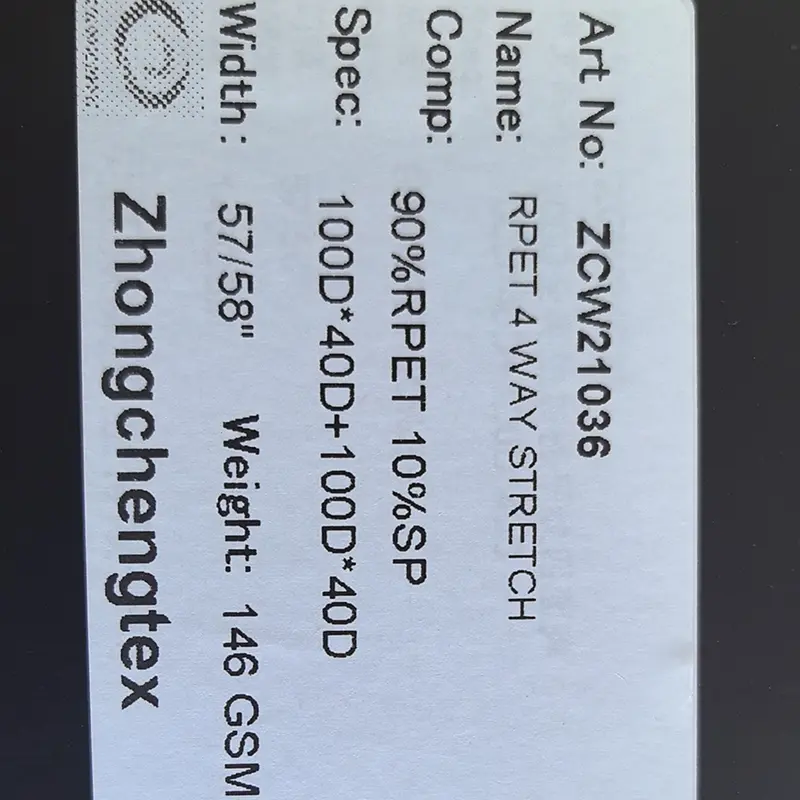 Art No: ZCW21036
Name: RPET 4 WAY STRETCH
Comp: 90%RPET 10%SP
Spec: 100D*40D+100D*40D
Width: 57/58" Weight: 146 GSM
Zhongchengtex